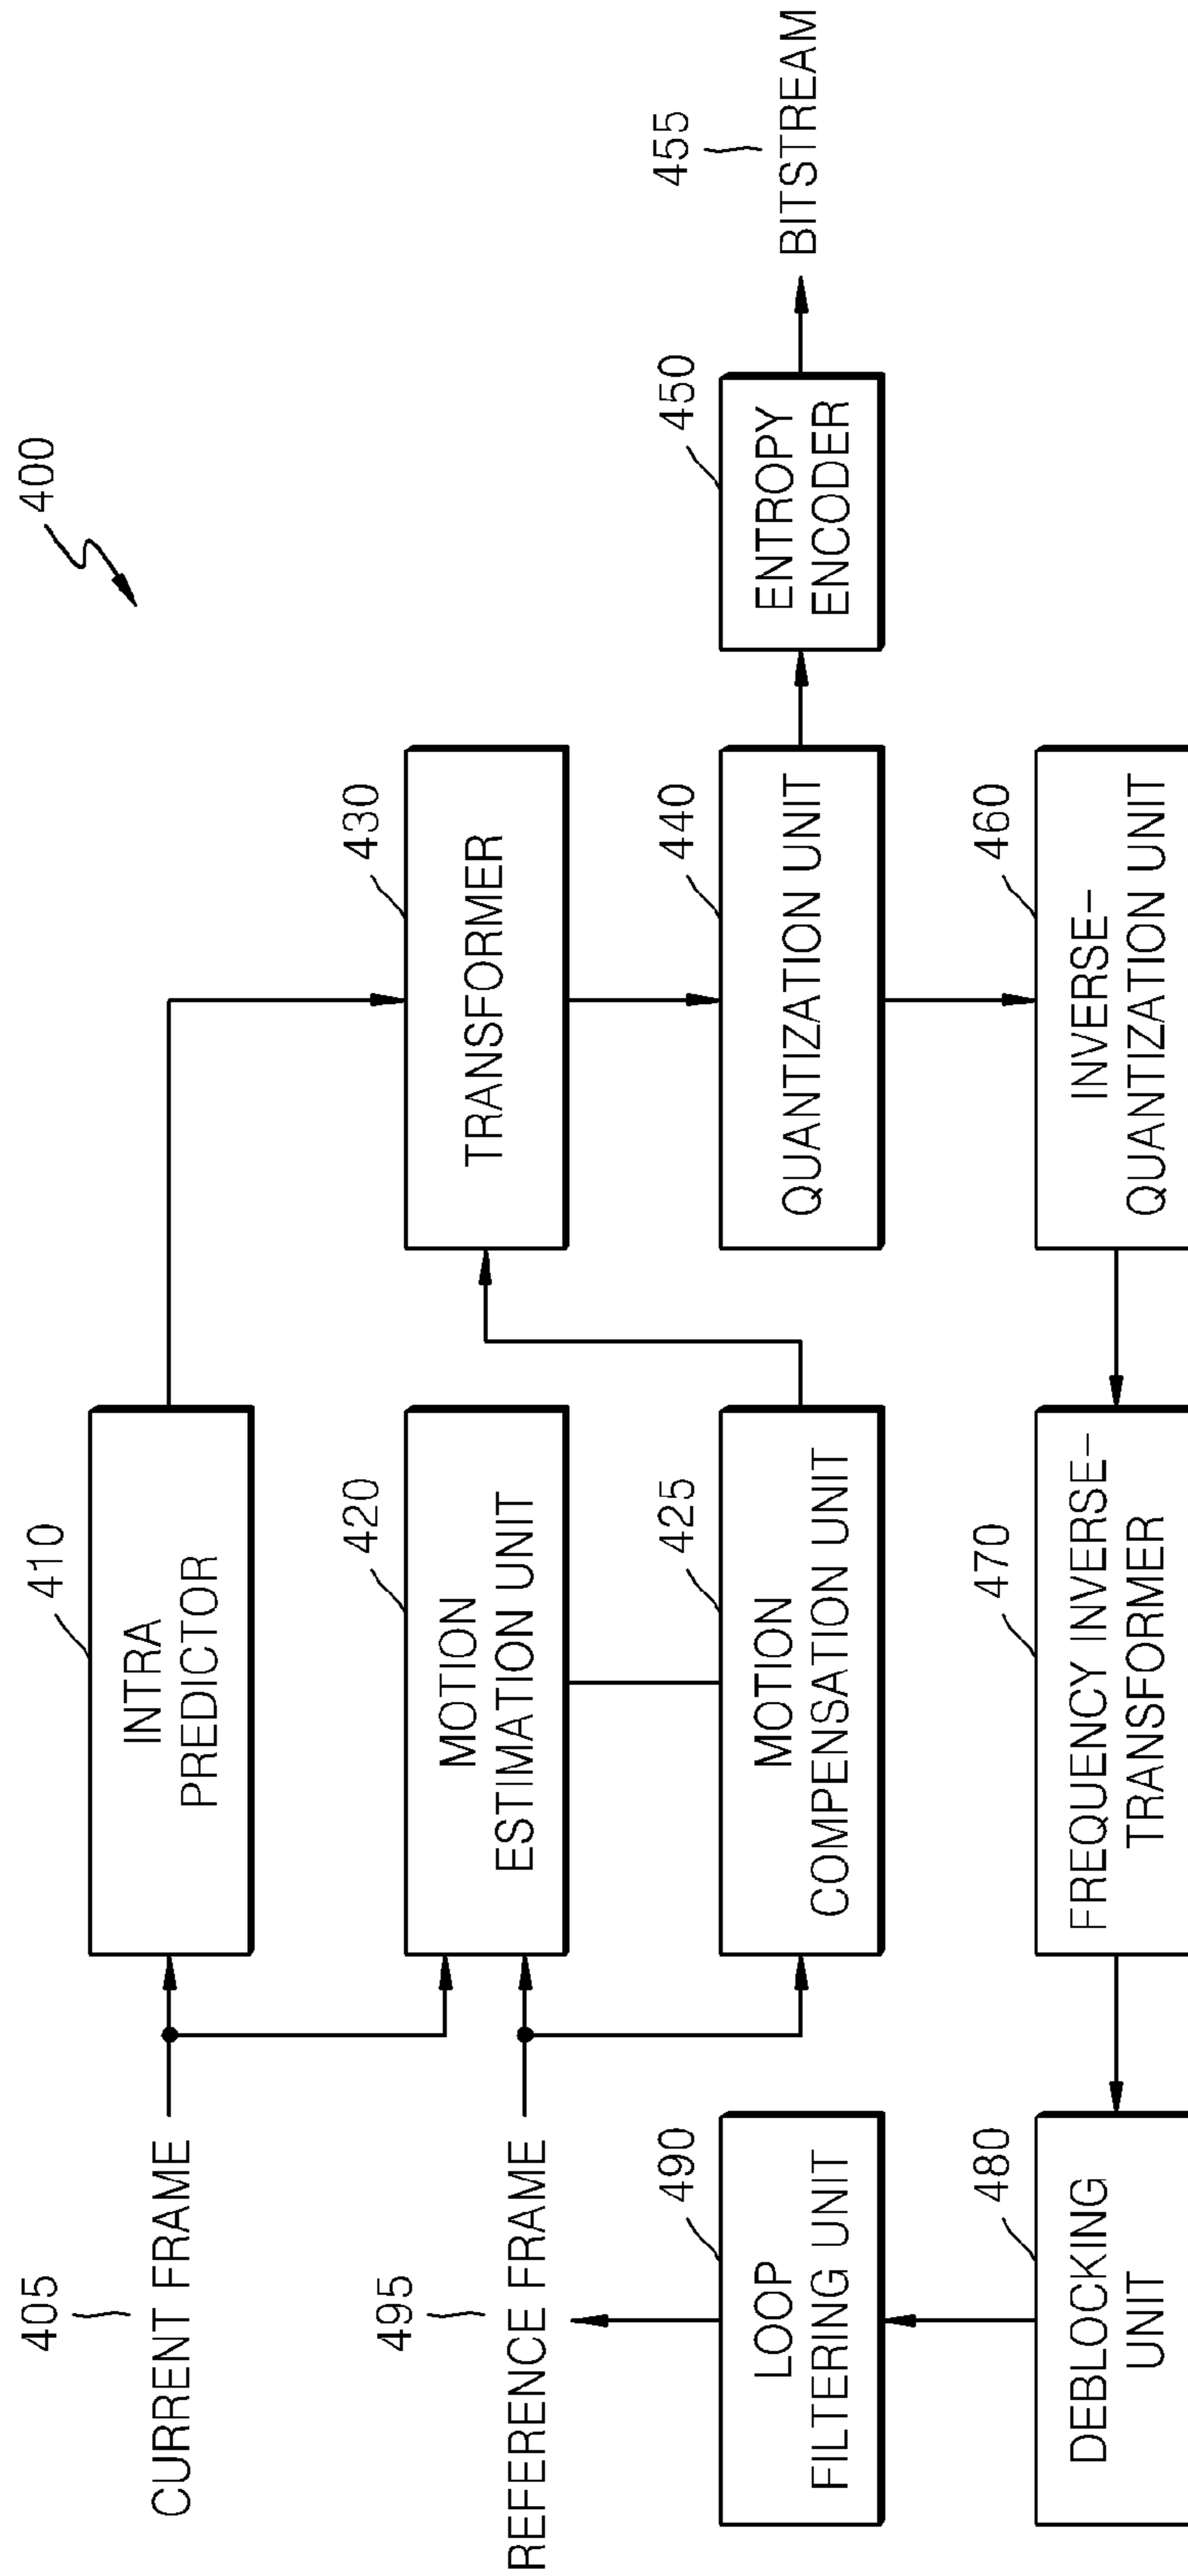 400
405
CURRENT FRAME
410
INTRA
PREDICTOR
495
REFERENCE FRAME
420
MOTION
ESTIMATION UNIT
430
TRANSFORMER
490
LOOP
FILTERING UNIT
425
MOTION
COMPENSATION UNIT
440
QUANTIZATION UNIT
450
ENTROPY
ENCODER
455
BITSTREAM
480
DEBLOCKING
UNIT
470
FREQUENCY INVERSE-
TRANSFORMER
460
INVERSE-
QUANTIZATION UNIT